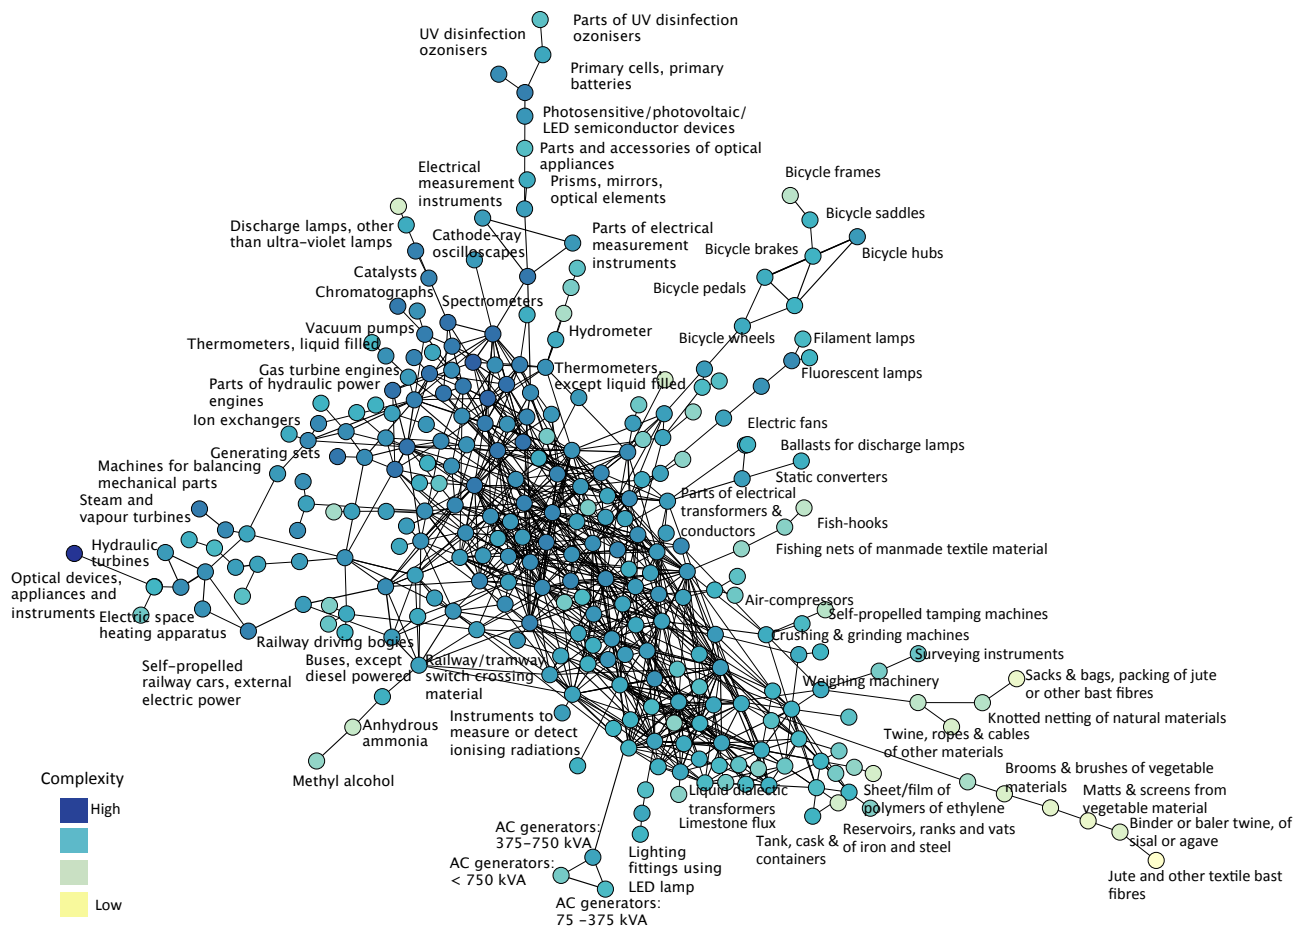 Parts of UV disinfection
ozonisers
UV disinfection
ozonisers
Primary cells, primary
batteries
Photosensitive/photovoltaic/
LED semiconductor devices
Parts and accessories of optical
appliances
Electrical
measurement
instruments
Prisms, mirrors,
optical elements
Bicycle frames
Bicycle saddles
Discharge lamps, other
than ultra-violet lamps
Cathode-ray
oscilloscopes
Parts of electrical
measurement
instruments
Bicycle brakes
Bicycle hubs
Catalysts
Bicycle pedals
Chromatographs
Spectrometers
Vacuum pumps
Hydrometer
Bicycle wheels
Filament lamps
Thermometers, liquid filled
Gas turbine engines
Thermometers,
except liquid filled
Fluorescent lamps
Parts of hydraulic power
engines
Ion exchangers
Electric fans
Generating sets
Ballasts for discharge lamps
Machines for balancing
mechanical parts
Static converters
Steam and
vapour turbines
Parts of electrical
transformers &
conductors
Fish-hooks
Hydraulic
turbines
Fishing nets of manmade textile material
Optical devices,
appliances and
instruments
Electric space
heating apparatus
Air-compressors
Self-propelled tamping machines
Railway driving bogies
Crushing & grinding machines
Self-propelled
railway cars, external
electric power
Buses, except
diesel powered
Railway/tramway
switch crossing
material
Surveying instruments
Weighing machinery
Sacks & bags, packing of jute
or other bast fibres
Instruments to
measure or detect
ionising radiations
Knotted netting of natural materials
Anhydrous
ammonia
Twine, ropes & cables
of other materials
Methyl alcohol
Brooms & brushes of vegetable
materials
Liquid dialectic
transformers
Sheet/film of
polymers of ethylene
Matts & screens from
vegetable material
Limestone flux
Binder or baler twine, of
sisal or agave
Tank, cask &
containers
Reservoirs, ranks and vats
of iron and steel
AC generators:
375–750 kVA
Lighting
fittings using
LED lamp
AC generators:
< 750 kVA
Jute and other textile bast
fibres
AC generators:
75 –375 kVA
Complexity
High
Low